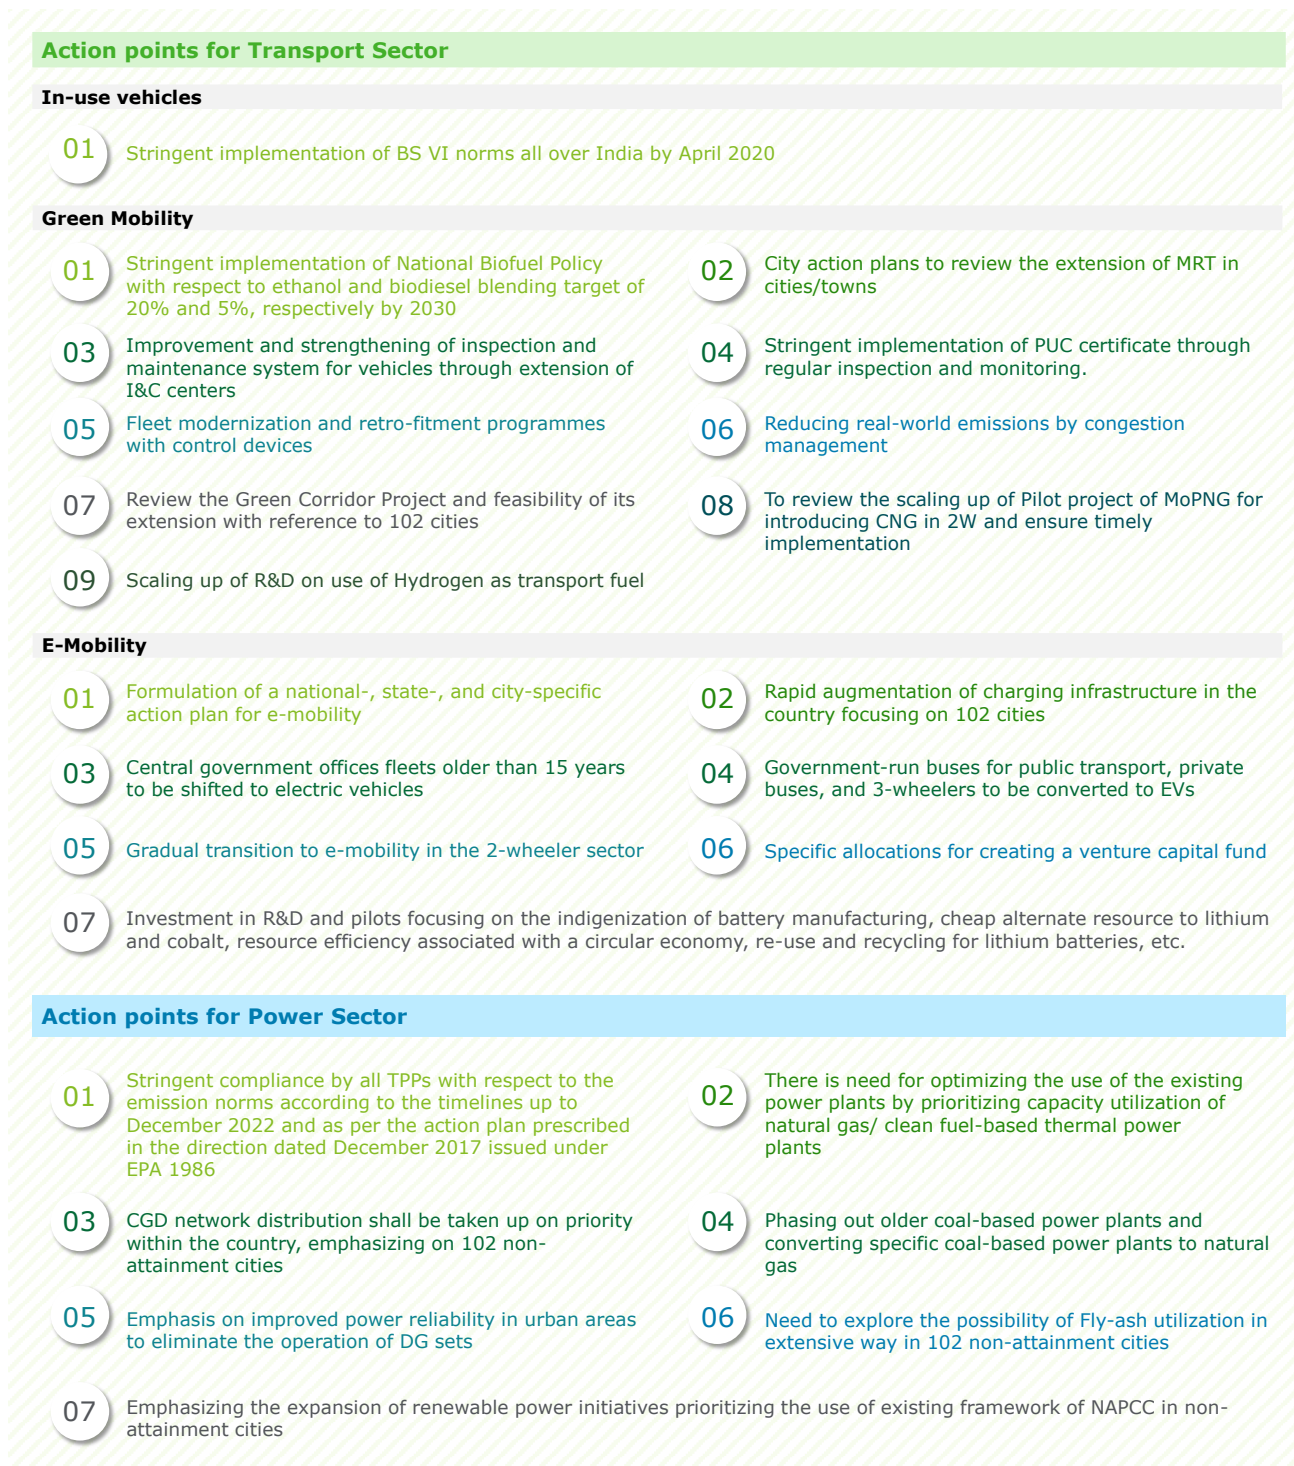 Action points for Transport Sector
In-use vehicles
01
Stringent implementation of BS VI norms all over India by April 2020
Green Mobility
01
Stringent implementation of National Biofuel Policy
with respect to ethanol and biodiesel blending target of
20% and 5%, respectively by 2030
02
City action plans to review the extension of MRT in
cities/towns
03
Improvement and strengthening of inspection and
maintenance system for vehicles through extension of
I&C centers
04
Stringent implementation of PUC certificate through
regular inspection and monitoring.
05
Fleet modernization and retro-fitment programmes
with control devices
06
Reducing real-world emissions by congestion
management
07
Review the Green Corridor Project and feasibility of its
extension with reference to 102 cities
08
To review the scaling up of Pilot project of MoPNG for
introducing CNG in 2W and ensure timely
implementation
09
Scaling up of R&D on use of Hydrogen as transport fuel
E-Mobility
01
Formulation of a national-, state-, and city-specific
action plan for e-mobility
02
Rapid augmentation of charging infrastructure in the
country focusing on 102 cities
03
Central government offices fleets older than 15 years
to be shifted to electric vehicles
04
Government-run buses for public transport, private
buses, and 3-wheelers to be converted to EVs
05
Gradual transition to e-mobility in the 2-wheeler sector
06
Specific allocations for creating a venture capital fund
07
Investment in R&D and pilots focusing on the indigenization of battery manufacturing, cheap alternate resource to lithium
and cobalt, resource efficiency associated with a circular economy, re-use and recycling for lithium batteries, etc.
Action points for Power Sector
01
Stringent compliance by all TPPs with respect to the
emission norms according to the timelines up to
December 2022 and as per the action plan prescribed
in the direction dated December 2017 issued under
EPA 1986
02
There is need for optimizing the use of the existing
power plants by prioritizing capacity utilization of
natural gas/ clean fuel-based thermal power
plants
03
CGD network distribution shall be taken up on priority
within the country, emphasizing on 102 non-
attainment cities
04
Phasing out older coal-based power plants and
converting specific coal-based power plants to natural
gas
05
Emphasis on improved power reliability in urban areas
to eliminate the operation of DG sets
06
Need to explore the possibility of Fly-ash utilization in
extensive way in 102 non-attainment cities
07
Emphasizing the expansion of renewable power initiatives prioritizing the use of existing framework of NAPCC in non-
attainment cities